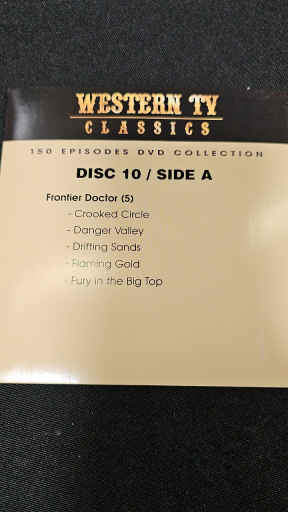 WESTERN TV
CLASSICS
150 EPISODES DVD COLLECTION
DISC 10 / SIDE A
Frontier Doctor (5)
- Crooked Circle
- Danger Valley
- Drifting Sands
- Flaming Gold
- Fury in the Big Top